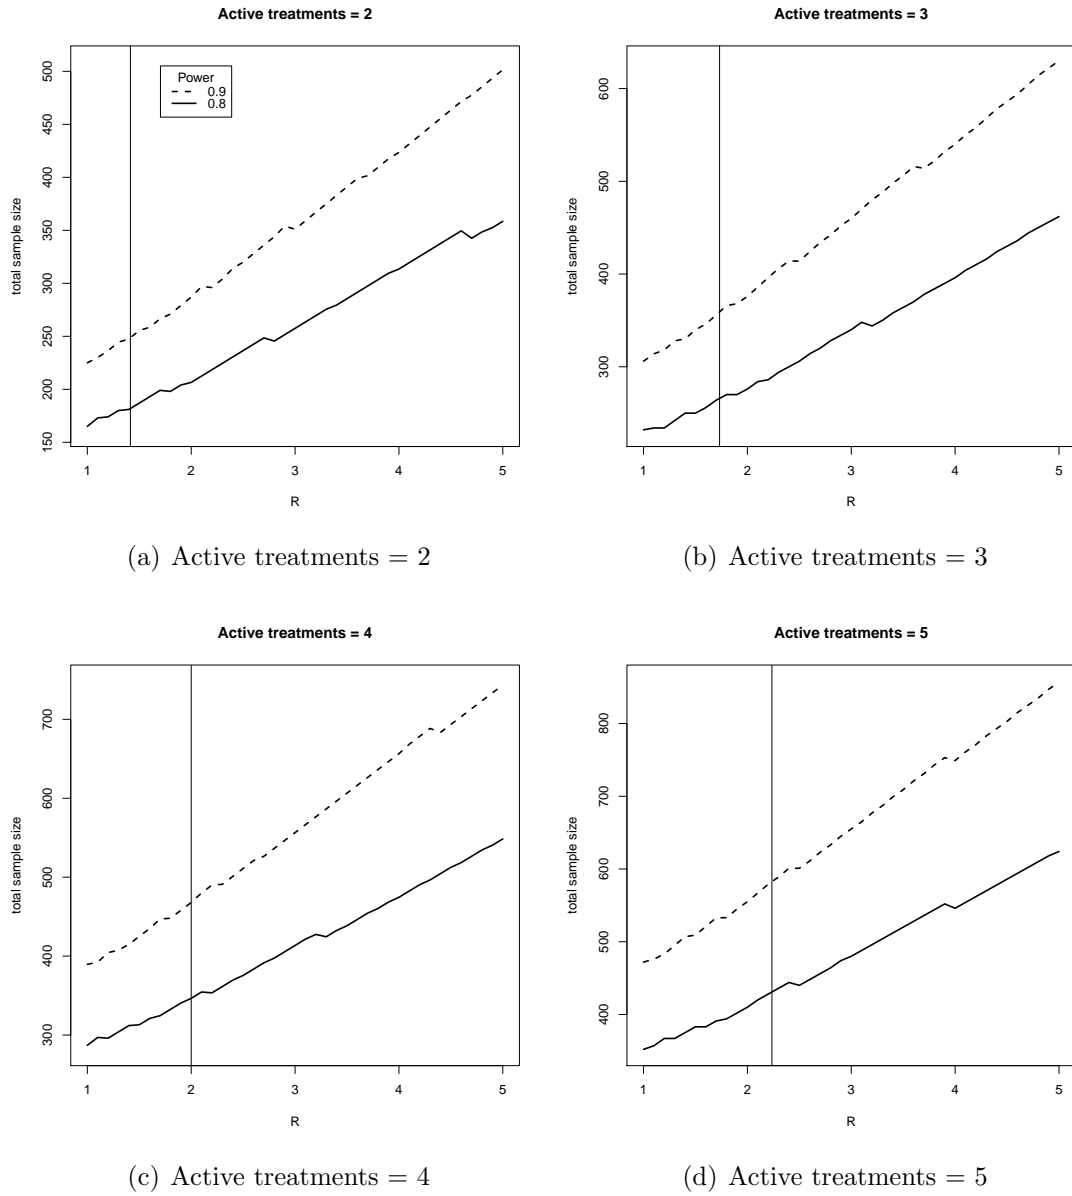 Active treatments = 2
total sample size
150 200 250 300 350 400 450 500
Power
0.9
0.8
1 2 3 4 5
R
(a) Active treatments = 2
Active treatments = 3
total sample size
300 400 500 600
1 2 3 4 5
R
(b) Active treatments = 3
Active treatments = 4
total sample size
300 400 500 600 700
1 2 3 4 5
R
(c) Active treatments = 4
Active treatments = 5
total sample size
400 500 600 700 800
1 2 3 4 5
R
(d) Active treatments = 5